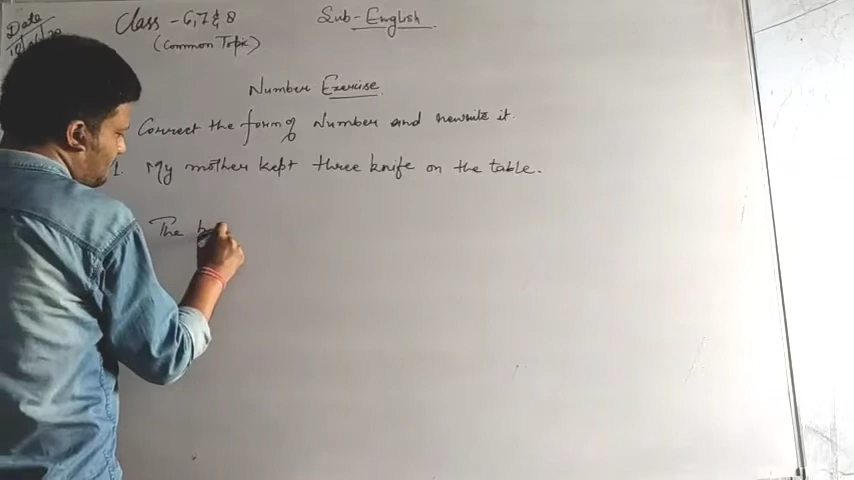 Date
Class - 6, 7 & 8
Sub - English
(Common Topic)
Number Exercise
Correct the form of Number and rewrite it.
1. My mother kept three knife on the table.
The